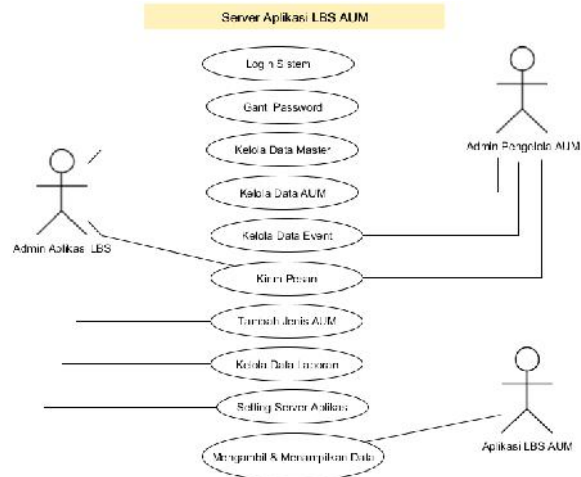 Server Aplikasi LBS AUM
Login Sistem
Ganti Password
Kelola Data Master
Admin Pengelola AUM
Kelola Data AUM
Kelola Data Event
Admin Aplikasi LBS
Kirim Pesan
Tambah Jenis AUM
Kelola Data Laporan
Setting Server Aplikasi
Aplikasi LBS AUM
Mengambil & Menampilkan Data